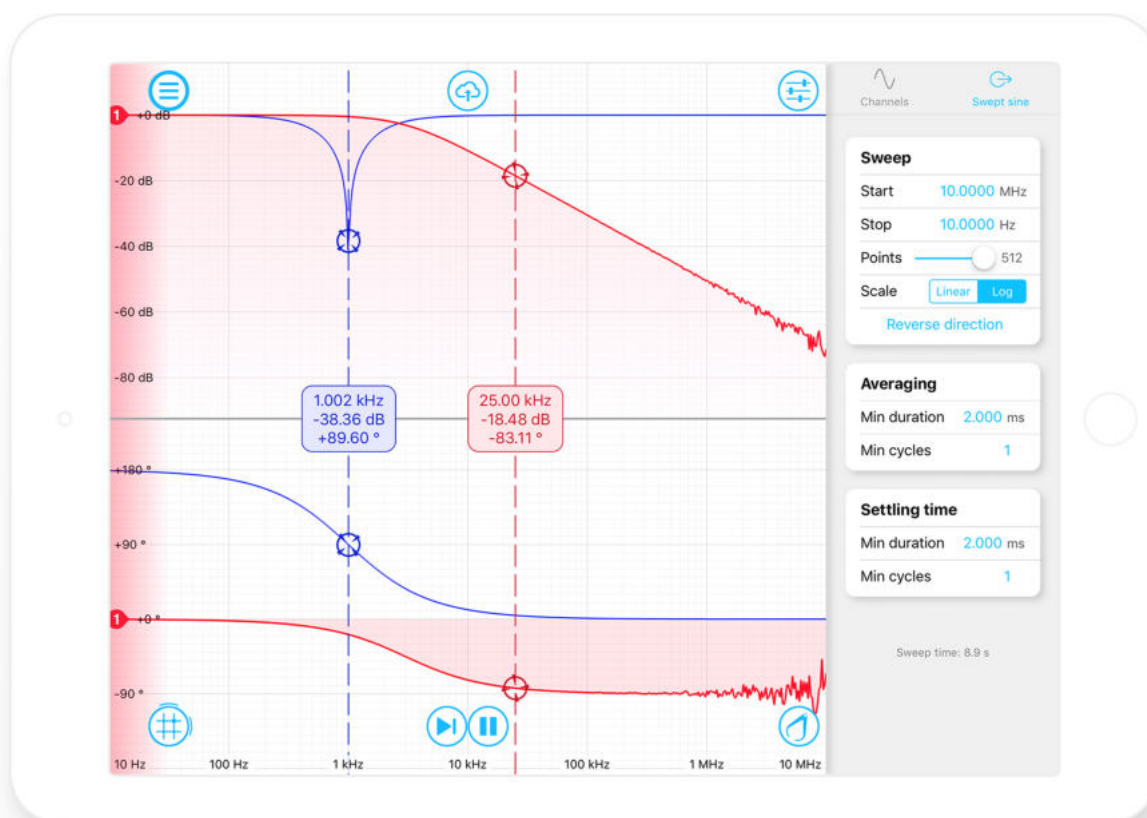 Channels
Swept sine
1
+0 dB
-20 dB
-40 dB
-60 dB
-80 dB
1.002 kHz
-38.36 dB
+89.60 °
25.00 kHz
-18.48 dB
-83.11 °
+180 °
+90 °
1
+0 °
-90 °
10 Hz
100 Hz
1 kHz
10 kHz
100 kHz
1 MHz
10 MHz
Sweep
Start 10.0000 MHz
Stop 10.0000 Hz
Points 512
Scale Linear Log
Reverse direction
Averaging
Min duration 2.000 ms
Min cycles 1
Settling time
Min duration 2.000 ms
Min cycles 1
Sweep time: 8.9 s